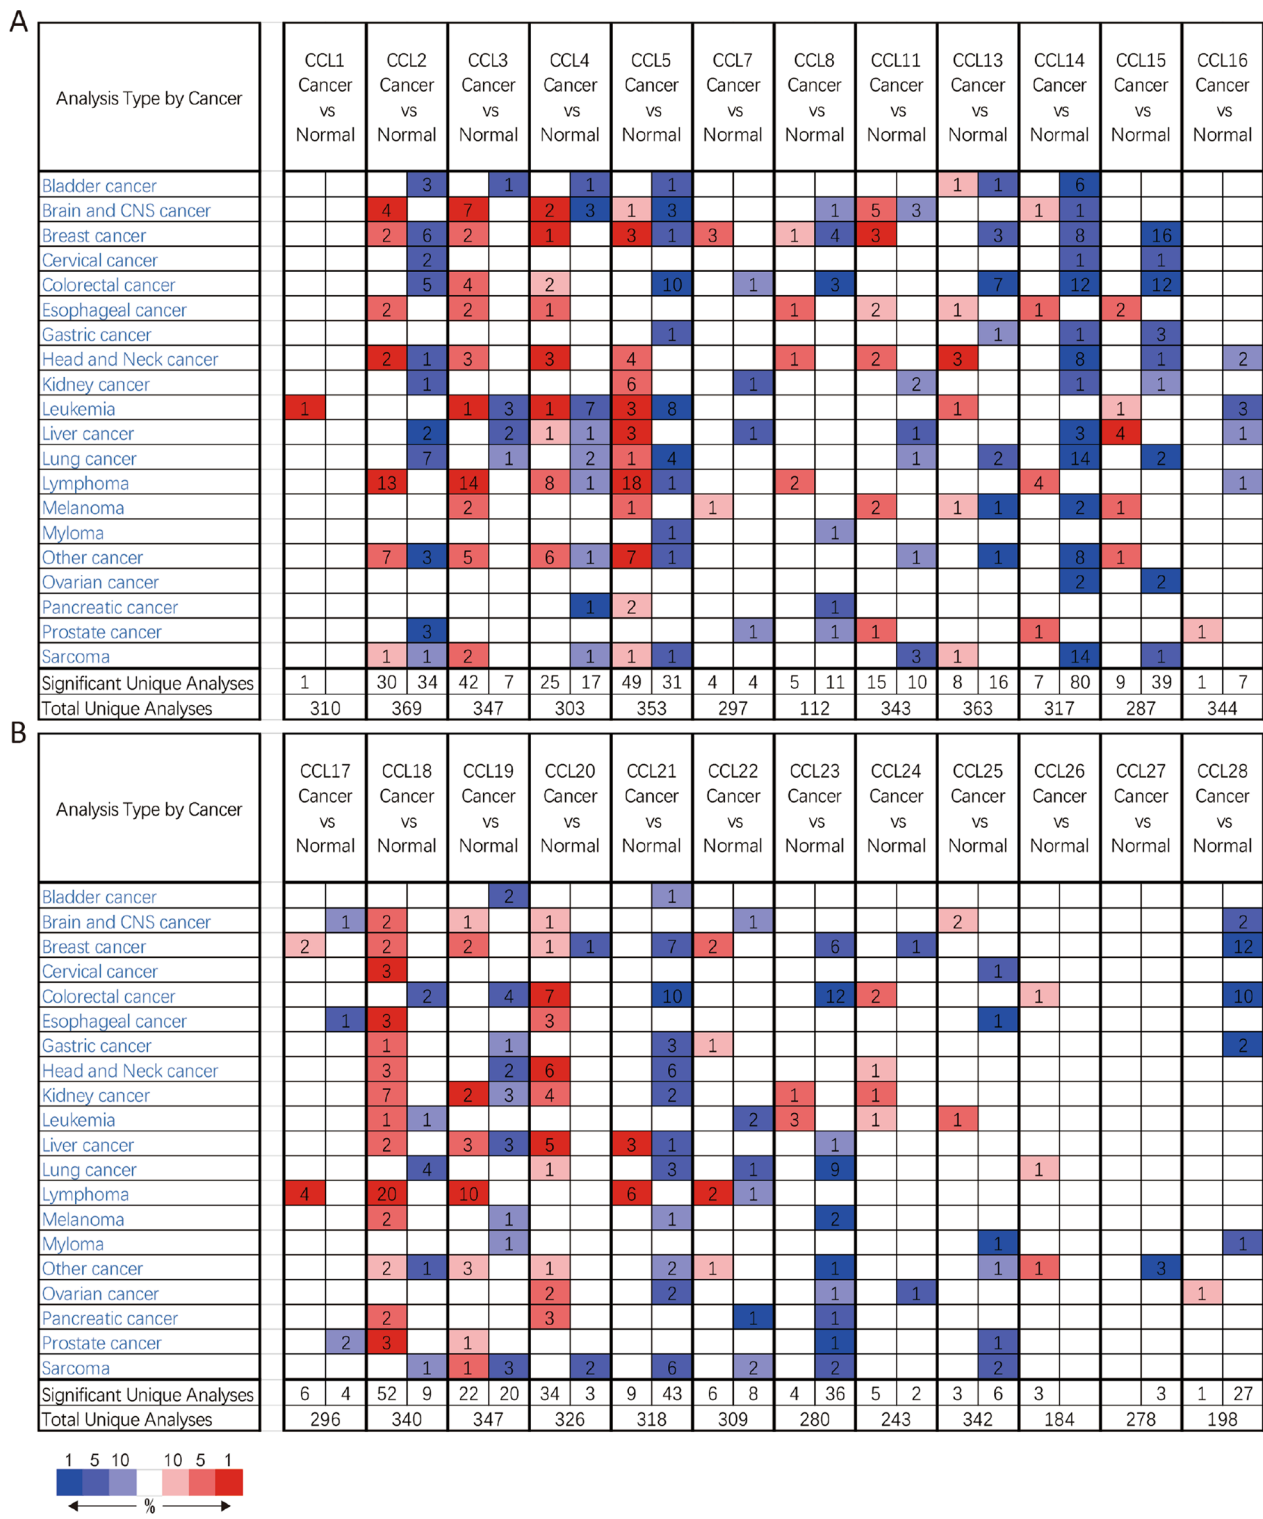 A
Analysis Type by Cancer
CCL1 Cancer vs Normal
CCL2 Cancer vs Normal
CCL3 Cancer vs Normal
CCL4 Cancer vs Normal
CCL5 Cancer vs Normal
CCL7 Cancer vs Normal
CCL8 Cancer vs Normal
CCL11 Cancer vs Normal
CCL13 Cancer vs Normal
CCL14 Cancer vs Normal
CCL15 Cancer vs Normal
CCL16 Cancer vs Normal
Bladder cancer 3 1 1 1 1 1 6
Brain and CNS cancer 4 7 2 3 1 3 1 5 3 1 1
Breast cancer 2 6 2 1 3 1 3 1 4 3 3 8 16
Cervical cancer 2 1 1
Colorectal cancer 5 4 2 10 1 3 7 12 12
Esophageal cancer 2 2 1 1 2 1 1 2
Gastric cancer 1 1 1 3
Head and Neck cancer 2 1 3 3 4 1 2 3 8 1 2
Kidney cancer 1 6 1 2 1 1
Leukemia 1 1 3 1 7 3 8 1 1 3
Liver cancer 2 2 1 1 3 1 1 3 4 1
Lung cancer 7 1 2 1 4 1 2 14 2
Lymphoma 13 14 8 1 18 1 2 4 1
Melanoma 2 1 1 2 1 1 2 1
Myloma 1 1
Other cancer 7 3 5 6 1 7 1 1 1 8 1
Ovarian cancer 2 2
Pancreatic cancer 1 2 1
Prostate cancer 3 1 1 1 1 1
Sarcoma 1 1 2 1 1 1 3 1 14 1
Significant Unique Analyses 1 30 34 42 7 25 17 49 31 4 4 5 11 15 10 8 16 7 80 9 39 1 7
Total Unique Analyses 310 369 347 303 353 297 112 343 363 317 287 344
B
Analysis Type by Cancer
CCL17 Cancer vs Normal
CCL18 Cancer vs Normal
CCL19 Cancer vs Normal
CCL20 Cancer vs Normal
CCL21 Cancer vs Normal
CCL22 Cancer vs Normal
CCL23 Cancer vs Normal
CCL24 Cancer vs Normal
CCL25 Cancer vs Normal
CCL26 Cancer vs Normal
CCL27 Cancer vs Normal
CCL28 Cancer vs Normal
Bladder cancer 2 1
Brain and CNS cancer 1 2 1 1 1 2 2
Breast cancer 2 2 2 1 1 7 2 6 1 12
Cervical cancer 3 1
Colorectal cancer 2 4 7 10 12 2 1 10
Esophageal cancer 1 3 3 1
Gastric cancer 1 1 3 1 2
Head and Neck cancer 3 2 6 6 1
Kidney cancer 7 2 3 4 2 1 1
Leukemia 1 1 2 3 1 1
Liver cancer 2 3 3 5 3 1 1
Lung cancer 4 1 3 1 9 1
Lymphoma 4 20 10 6 2 1
Melanoma 2 1 1 2
Myloma 1 1 1
Other cancer 2 1 3 1 2 1 1 1 1 3
Ovarian cancer 2 2 1 1 1
Pancreatic cancer 2 3 1 1
Prostate cancer 2 3 1 1 1
Sarcoma 1 1 3 2 6 2 2 2
Significant Unique Analyses 6 4 52 9 22 20 34 3 9 43 6 8 4 36 5 2 3 6 3 3 1 27
Total Unique Analyses 296 340 347 326 318 309 280 243 342 184 278 198
1 5 10 10 5 1
%